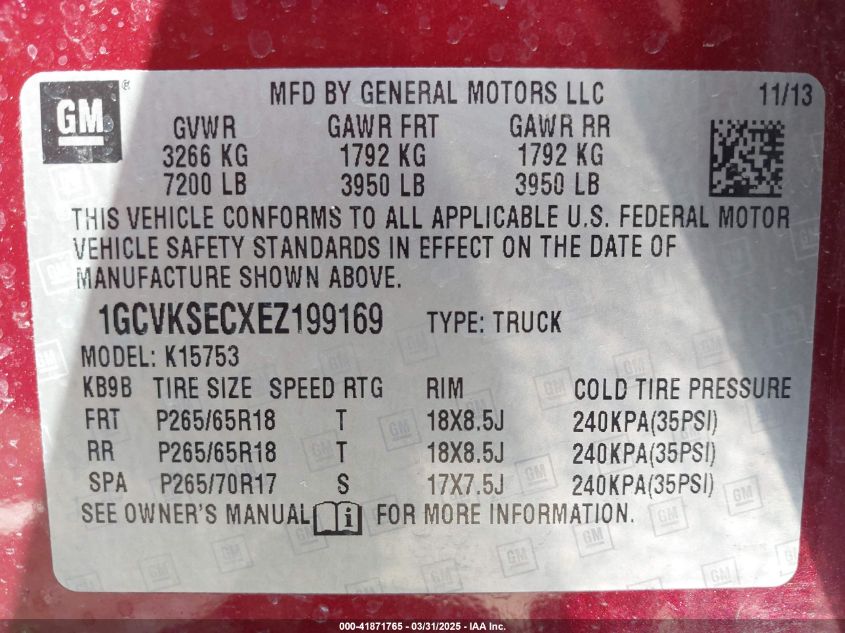 GM ® MFD BY GENERAL MOTORS LLC 11/13
GVWR GAWR FRT GAWR RR
3266 KG 1792 KG 1792 KG
7200 LB 3950 LB 3950 LB
THIS VEHICLE CONFORMS TO ALL APPLICABLE U.S. FEDERAL MOTOR
VEHICLE SAFETY STANDARDS IN EFFECT ON THE DATE OF
MANUFACTURE SHOWN ABOVE.
1GCVKSECXEZ199169 TYPE: TRUCK
MODEL: K15753
KB9B TIRE SIZE SPEED RTG RIM COLD TIRE PRESSURE
FRT P265/65R18 T 18X8.5J 240KPA(35PSI)
RR P265/65R18 T 18X8.5J 240KPA(35PSI)
SPA P265/70R17 S 17X7.5J 240KPA(35PSI)
SEE OWNER'S MANUAL i FOR MORE INFORMATION.
000-41871765 - 03/31/2025 - IAA Inc.